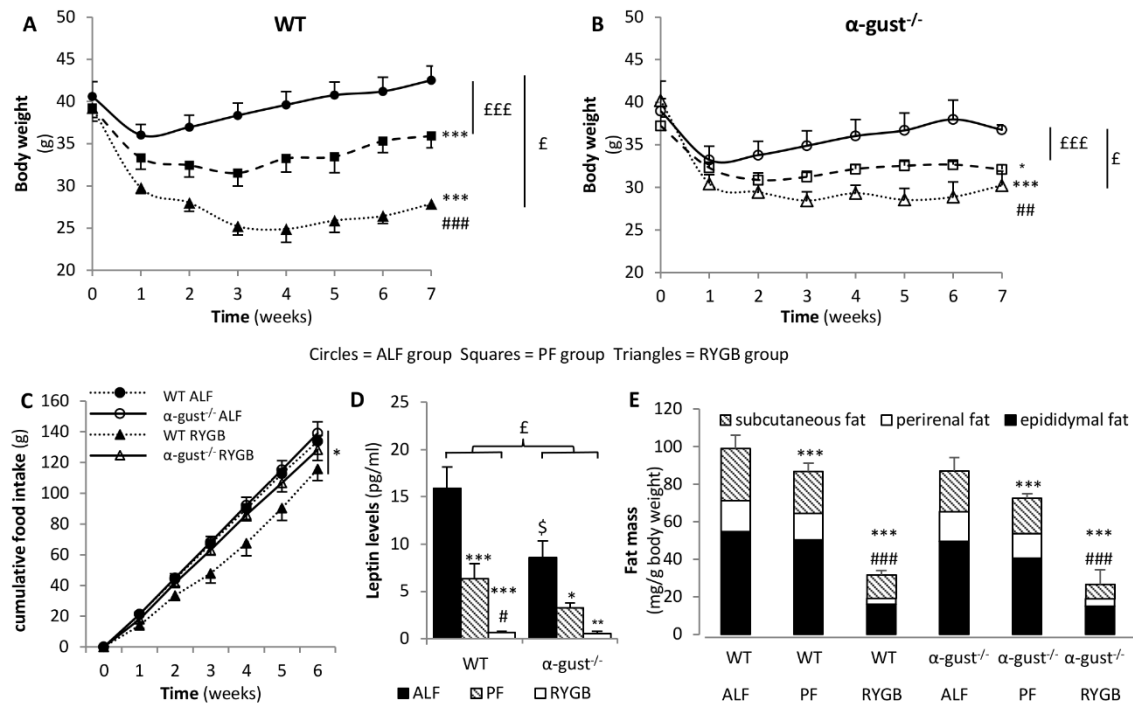 A WT
50
45
40
35
30
25
20
Body weight
(g)
0 1 2 3 4 5 6 7
Time (weeks)
***
***
###
£££
£
B α-gust-/-
50
45
40
35
30
25
20
Body weight
(g)
0 1 2 3 4 5 6 7
Time (weeks)
*
***
##
£££
£
Circles = ALF group Squares = PF group Triangles = RYGB group
C
WT ALF
α-gust-/- ALF
WT RYGB
α-gust-/- RYGB
160
140
120
100
80
60
40
20
0
cumulative food intake (g)
0 1 2 3 4 5 6
Time (weeks)
*
D
25
20
15
10
5
0
Leptin levels (pg/ml)
£
***
***
#
$
*
**
WT α-gust-/-
ALF PF RYGB
E
subcutaneous fat perirenal fat epididymal fat
120
100
80
60
40
20
0
Fat mass
(mg/g body weight)
***
***
###
***
***
###
WT WT WT α-gust-/- α-gust-/- α-gust-/-
ALF PF RYGB ALF PF RYGB